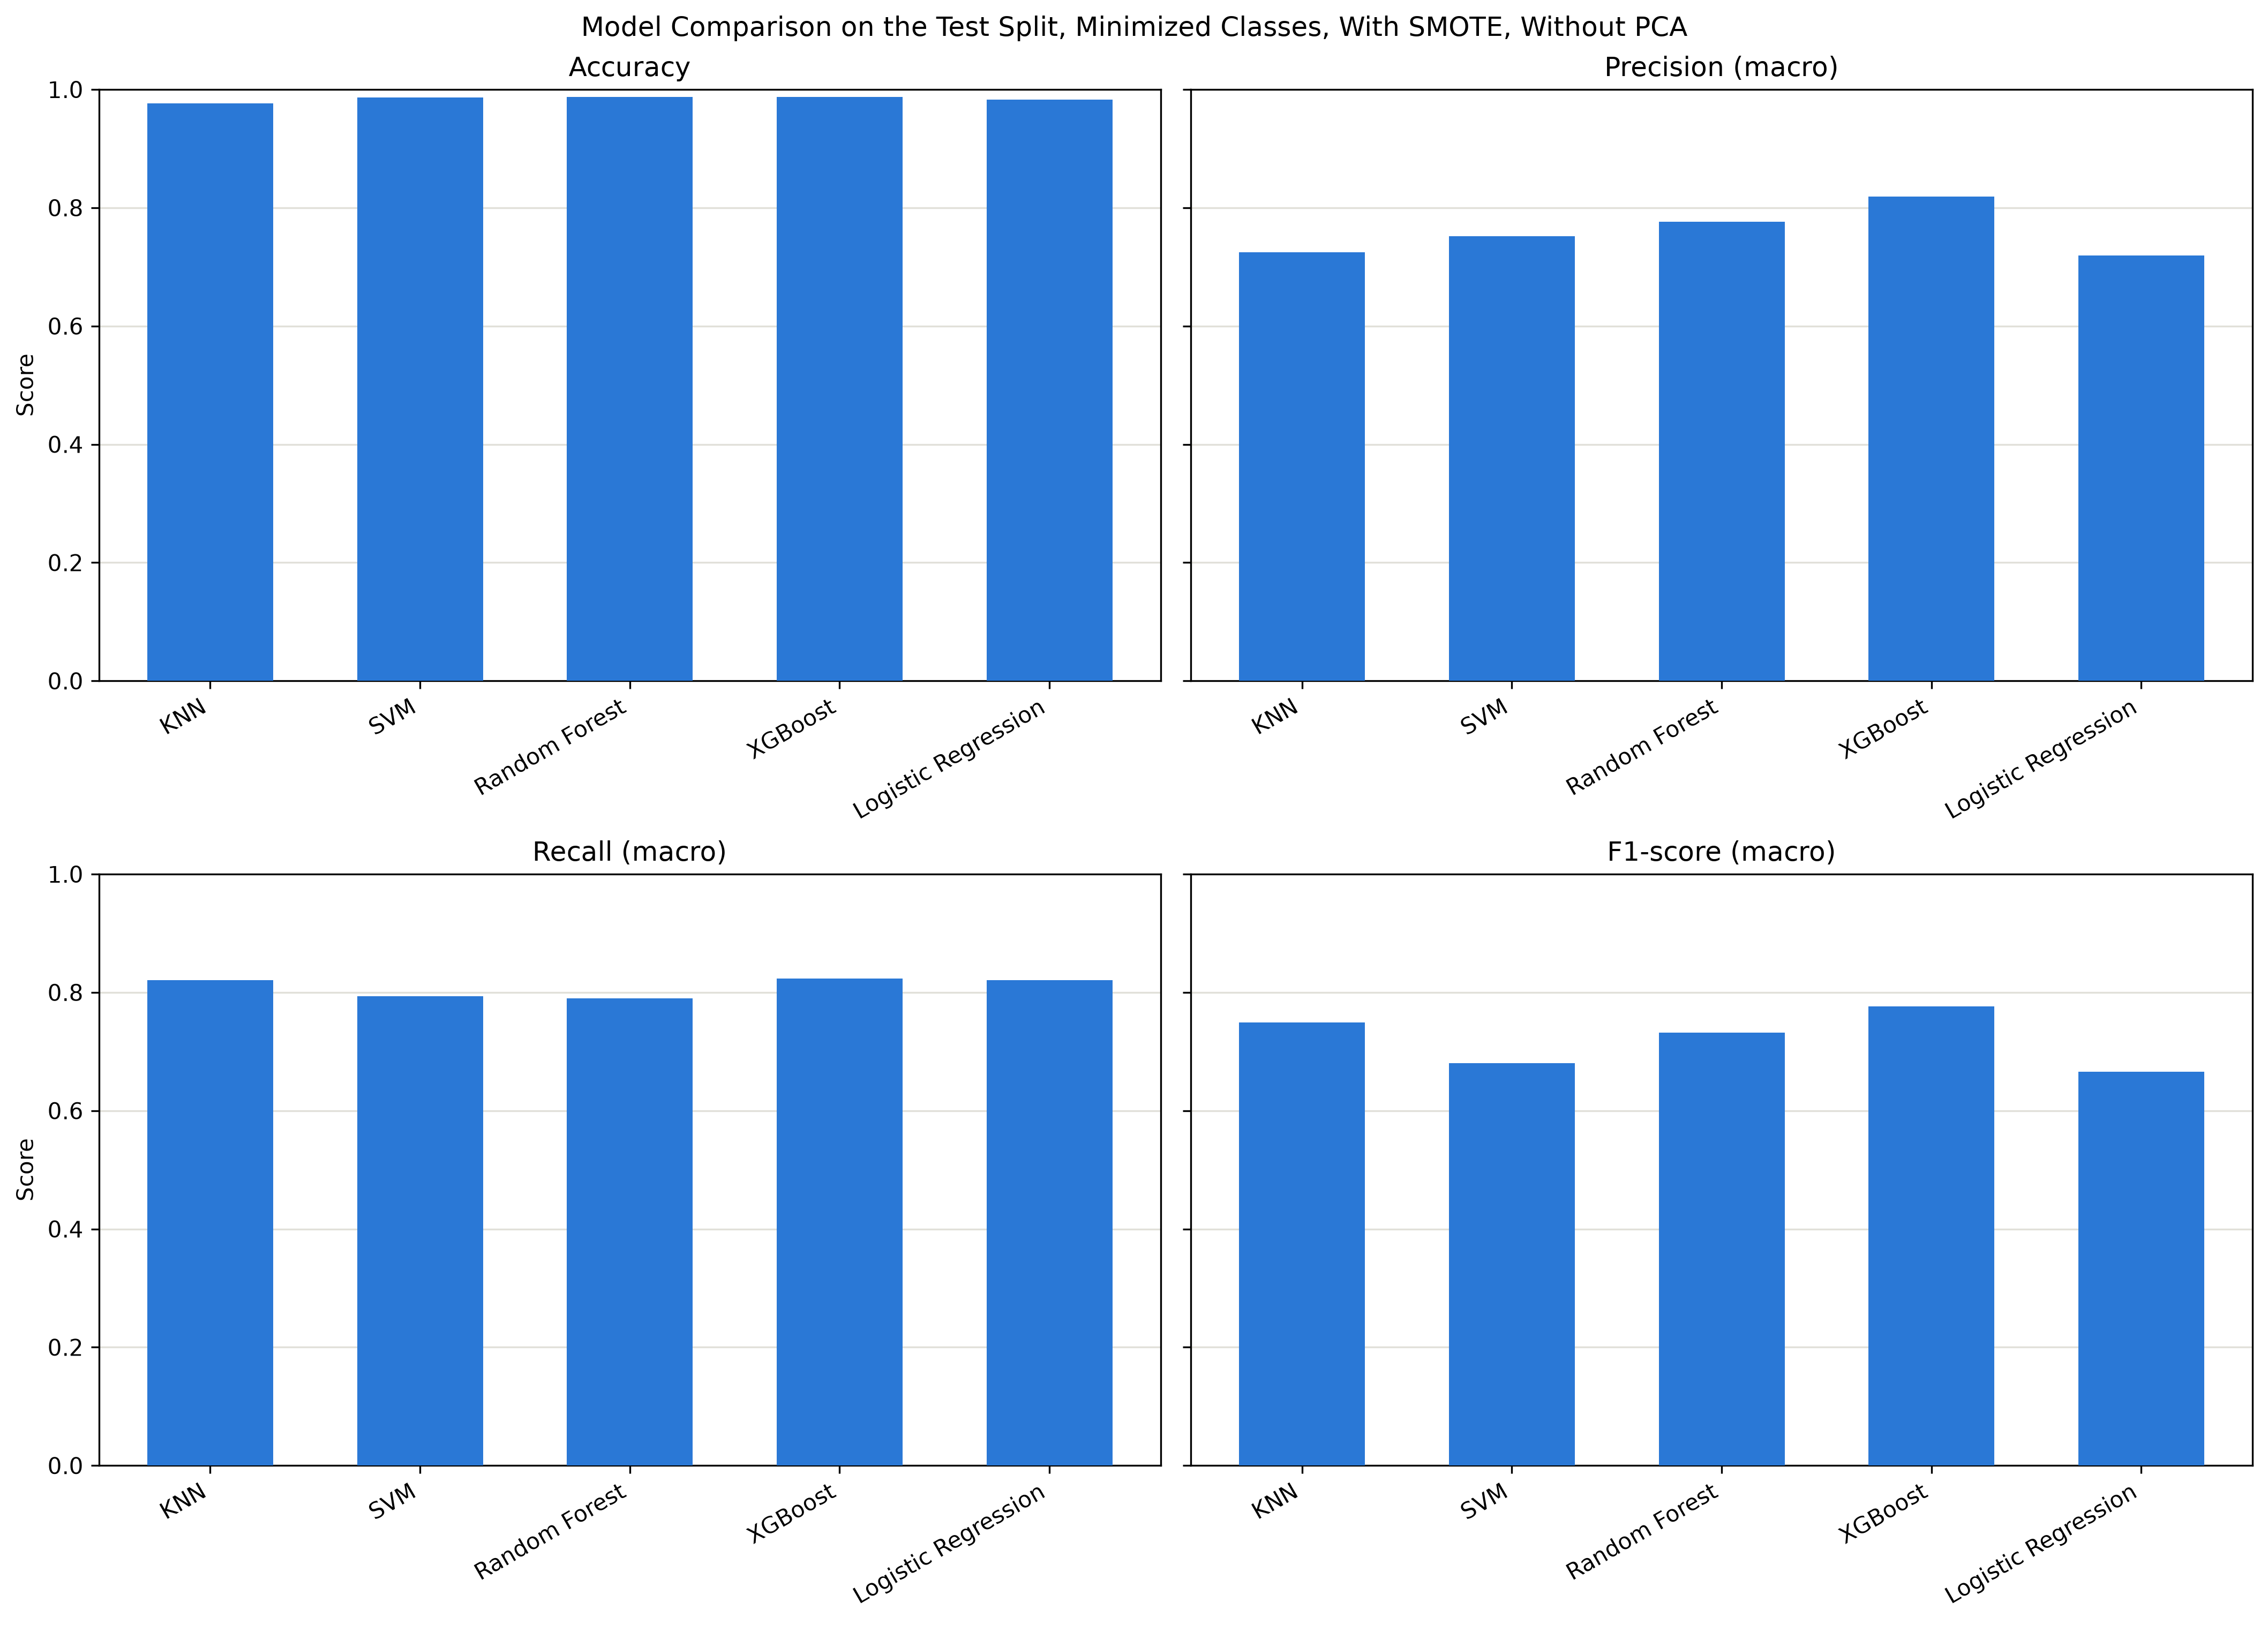 Model Comparison on the Test Split, Minimized Classes, With SMOTE, Without PCA
Accuracy
Score
1.0
0.8
0.6
0.4
0.2
0.0
KNN
SVM
Random Forest
XGBoost
Logistic Regression
Precision (macro)
KNN
SVM
Random Forest
XGBoost
Logistic Regression
Recall (macro)
Score
1.0
0.8
0.6
0.4
0.2
0.0
KNN
SVM
Random Forest
XGBoost
Logistic Regression
F1-score (macro)
KNN
SVM
Random Forest
XGBoost
Logistic Regression